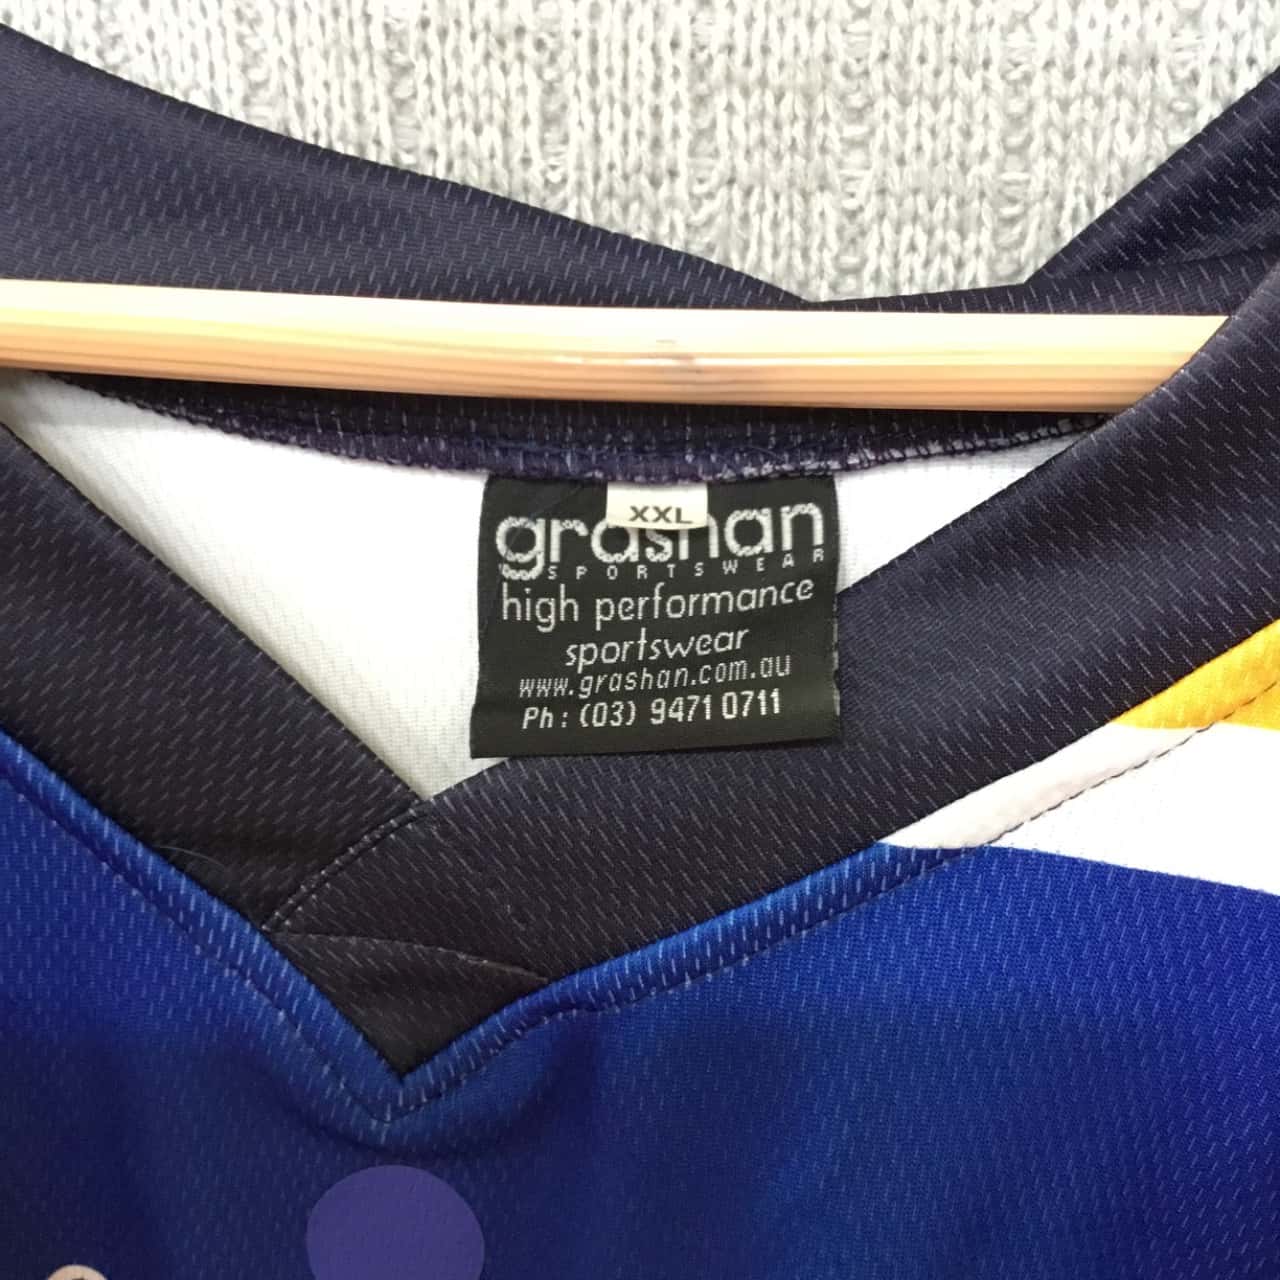 XXL
grashan
SPORTSWEAR
high performance
sportswear
www.grashan.com.au
Ph: (03) 9471 0711